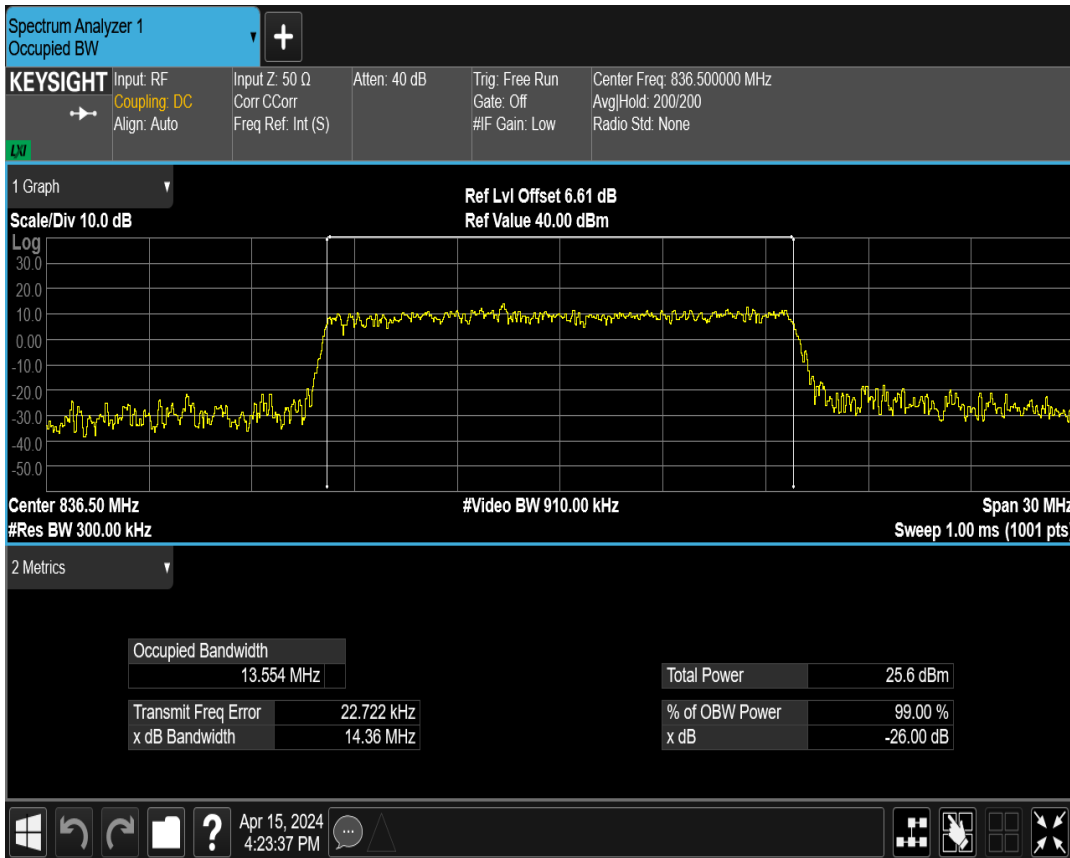 Spectrum Analyzer 1
Occupied BW
+
KEYSIGHT
LXI
Input: RF
Coupling: DC
Align: Auto
Input Z: 50 Ω
Corr CCorr
Freq Ref: Int (S)
Atten: 40 dB
Trig: Free Run
Gate: Off
#IF Gain: Low
Center Freq: 836.500000 MHz
Avg|Hold: 200/200
Radio Std: None
1 Graph
Scale/Div 10.0 dB
Ref Lvl Offset 6.61 dB
Ref Value 40.00 dBm
Log
30.0
20.0
10.0
0.00
-10.0
-20.0
-30.0
-40.0
-50.0
Center 836.50 MHz
#Res BW 300.00 kHz
#Video BW 910.00 kHz
Span 30 MHz
Sweep 1.00 ms (1001 pts)
2 Metrics
Occupied Bandwidth
13.554 MHz
Transmit Freq Error 22.722 kHz
x dB Bandwidth 14.36 MHz
Total Power 25.6 dBm
% of OBW Power 99.00 %
x dB -26.00 dB
?
Apr 15, 2024
4:23:37 PM